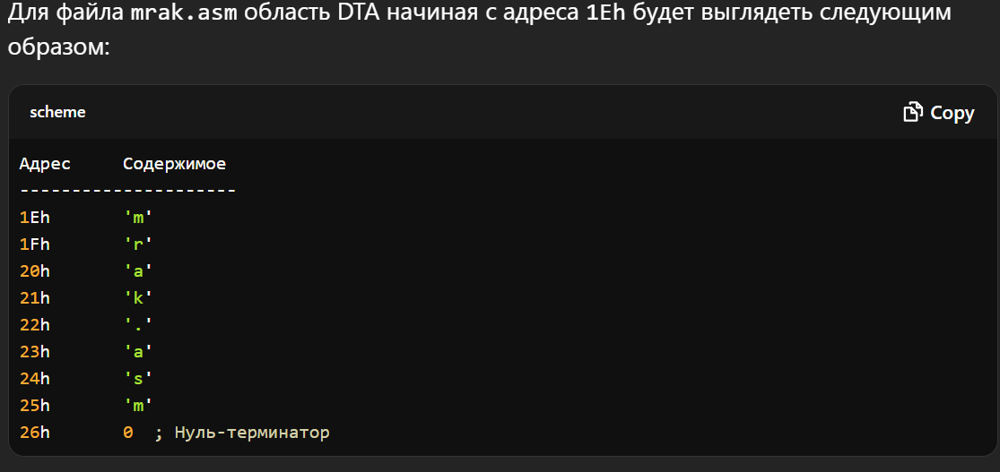 Для файла mrak.asm область DTA начиная с адреса 1Eh будет выглядеть следующим
образом:
scheme
Copy
Адрес     Содержимое
---------------------
1Eh       'm'
1Fh       'r'
20h       'a'
21h       'k'
22h       '.'
23h       'a'
24h       's'
25h       'm'
26h       0  ; Нуль-терминатор